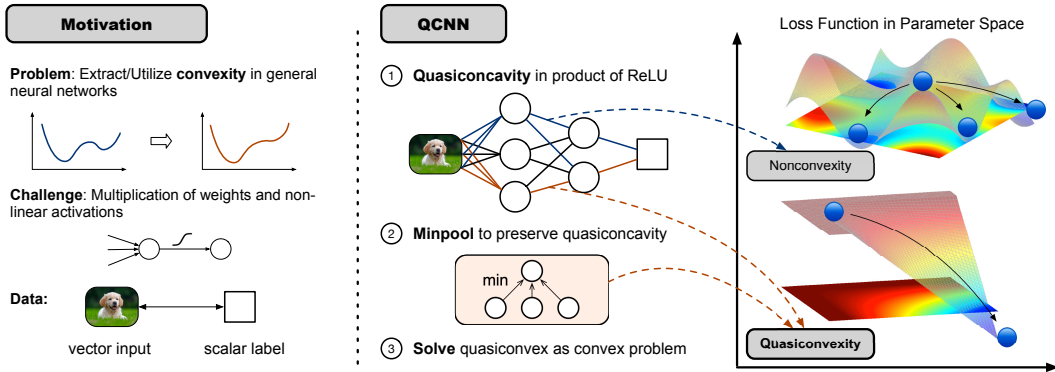 Motivation
Problem: Extract/Utilize convexity in general
neural networks
Challenge: Multiplication of weights and non-
linear activations
Data:
vector input
scalar label
QCNN
1 Quasiconcavity in product of ReLU
2 Minpool to preserve quasiconcavity
min
3 Solve quasiconvex as convex problem
Loss Function in Parameter Space
Nonconvexity
Quasiconvexity